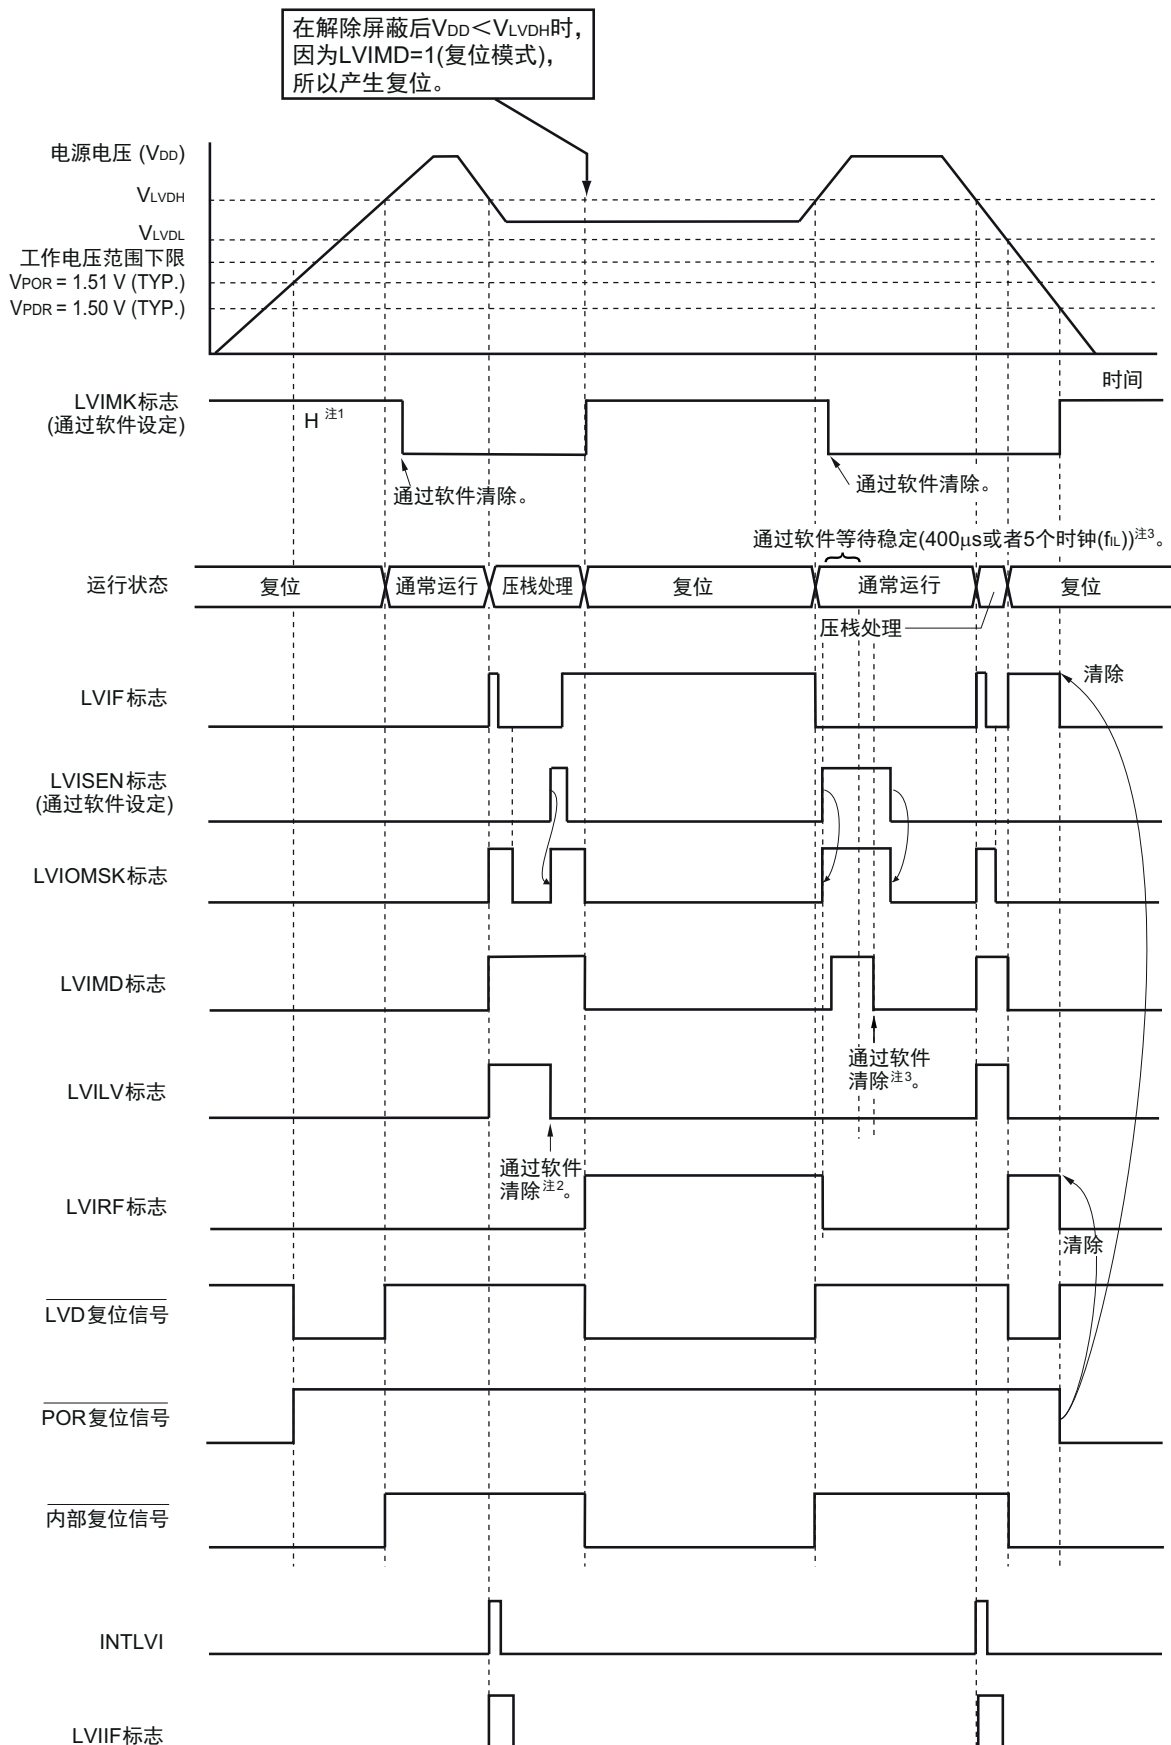 在解除屏蔽后VDD＜VLVDH时，
因为LVIMD=1(复位模式)，
所以产生复位。
电源电压 (VDD)
VLVDH
VLVDL
工作电压范围下限
VPOR = 1.51 V (TYP.)
VPDR = 1.50 V (TYP.)
时间
LVIMK标志
(通过软件设定)
H 注1
通过软件清除。
通过软件清除。
通过软件等待稳定(400μs或者5个时钟(fIL))注3。
运行状态
复位
通常运行
压栈处理
复位
通常运行
复位
压栈处理
LVIF标志
清除
LVISEN标志
(通过软件设定)
LVIOMSK标志
LVIMD标志
通过软件
清除注3。
LVILV标志
通过软件
清除注2。
LVIRF标志
清除
LVD复位信号
POR复位信号
内部复位信号
INTLVI
LVIIF标志